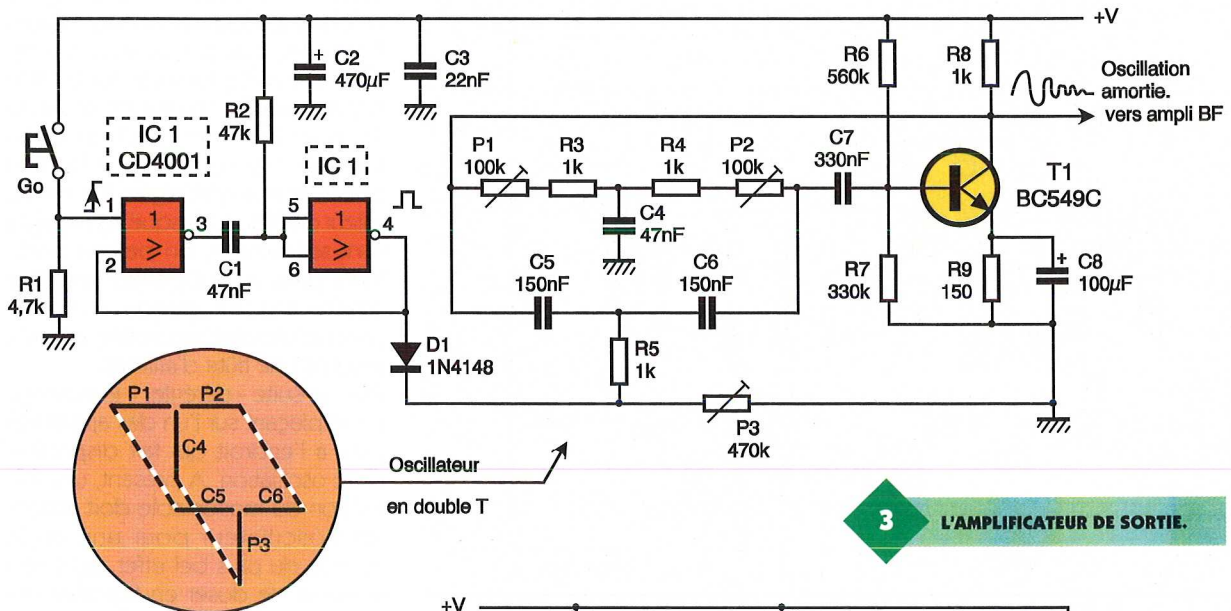 +V
C2
470µF
+
C3
22nF
R6
560k
R8
1k
Oscillation
amortie.
vers ampli BF
R2
47k
IC 1
CD4001
IC 1
Go
P1
100k
R3
1k
R4
1k
P2
100k
C7
330nF
T1
BC549C
1
2
1
≥
3
5
6
1
≥
4
C1
47nF
C4
47nF
R1
4,7k
C5
150nF
C6
150nF
R7
330k
R9
150
+
C8
100µF
D1
1N4148
R5
1k
P3
470k
P1
P2
C4
C5
C6
P3
Oscillateur
en double T
3
L'AMPLIFICATEUR DE SORTIE.
+V